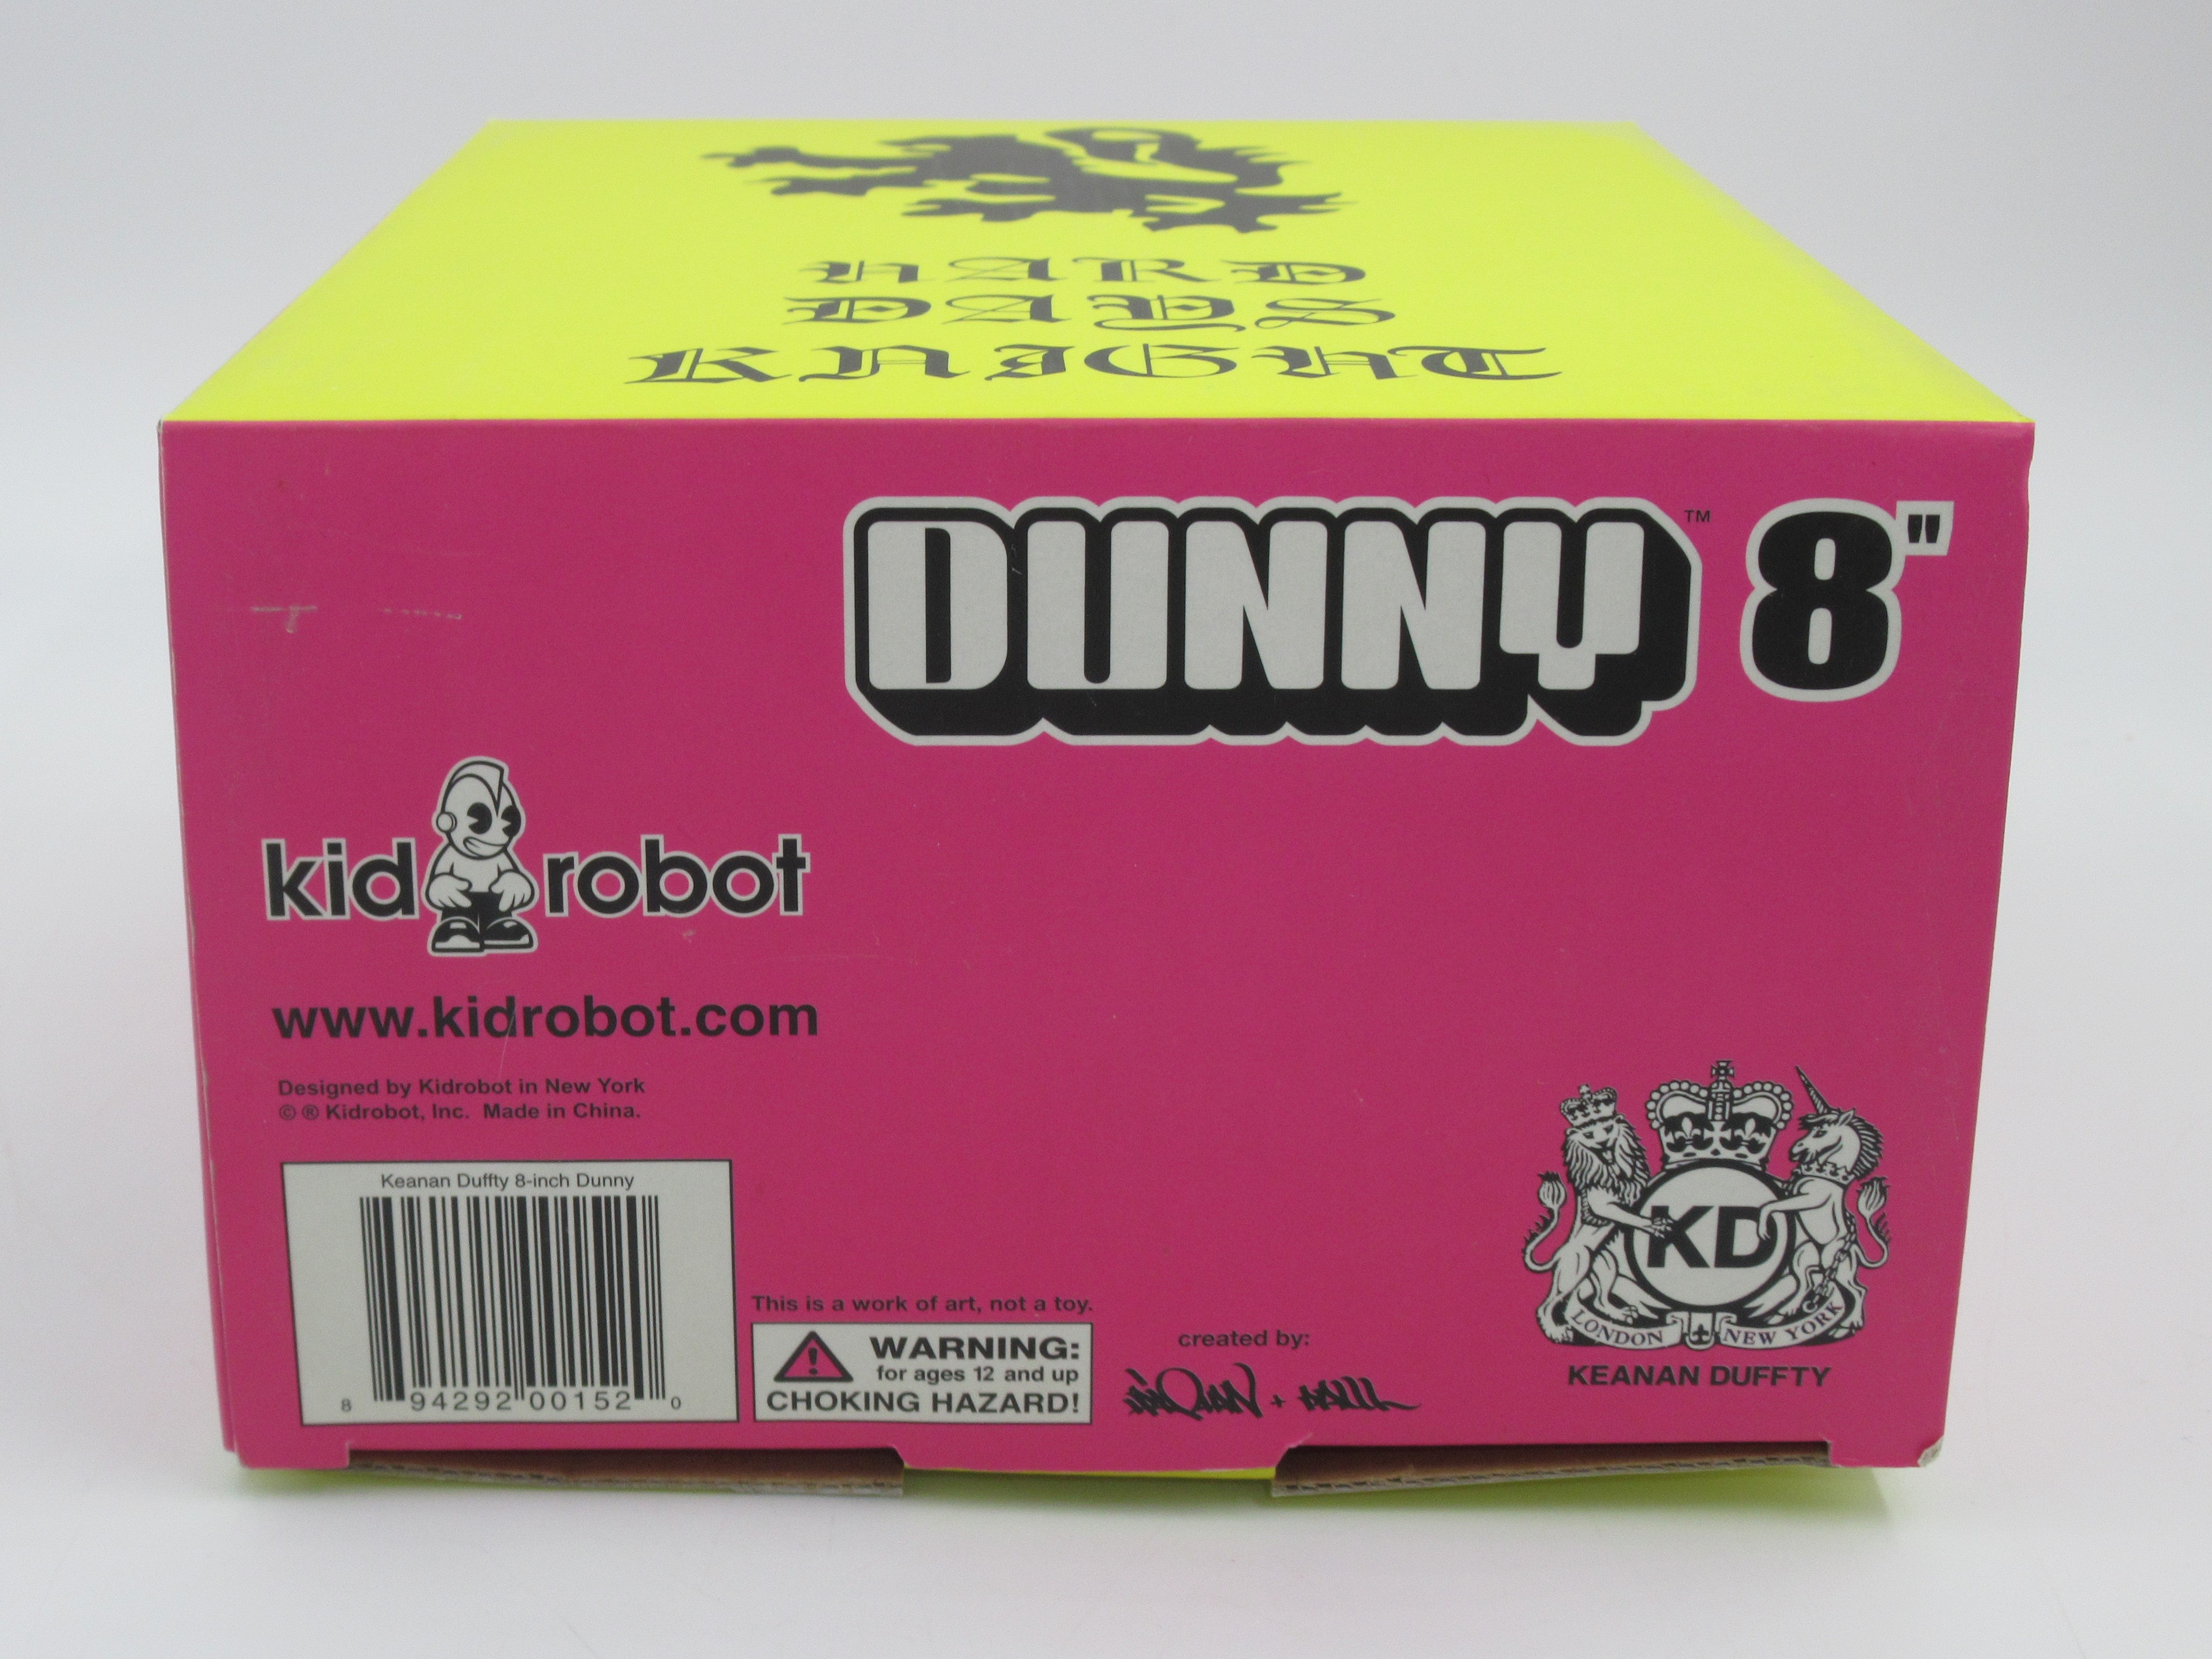 HARD
DAYS
KNIGHT
DUNNY™ 8"
kidrobot
www.kidrobot.com
Designed by Kidrobot in New York
© ® Kidrobot, Inc. Made in China.
Keanan Duffty 8-inch Dunny
8 94292 00152 0
This is a work of art, not a toy.
WARNING:
for ages 12 and up
CHOKING HAZARD!
created by:
KD
LONDON NEW YORK
KEANAN DUFFTY